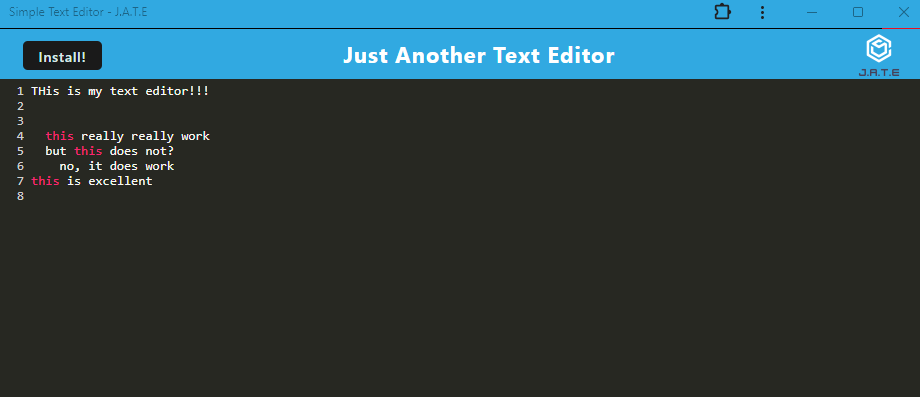 Simple Text Editor - J.A.T.E
Install!
Just Another Text Editor
J.A.T.E
1 THis is my text editor!!!
2
3
4 this really really work
5 but this does not?
6 no, it does work
7 this is excellent
8